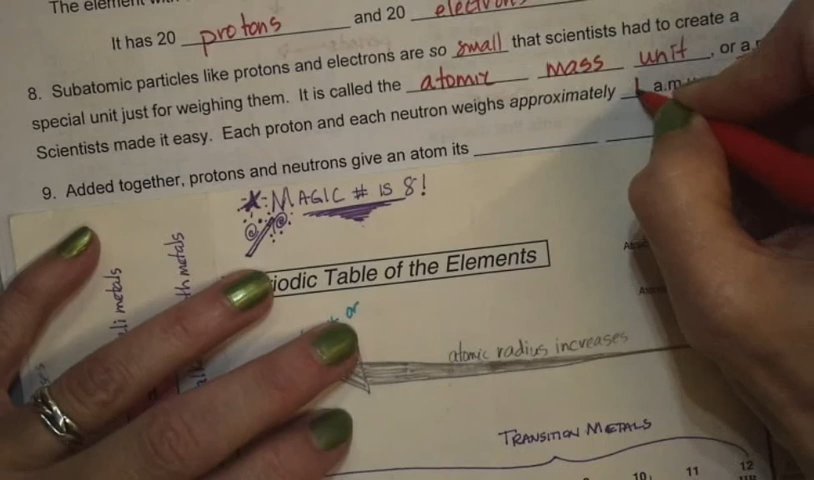 The element
It has 20 protons and 20
8. Subatomic particles like protons and electrons are so small that scientists had to create a
special unit just for weighing them. It is called the atomic mass unit, or a
Scientists made it easy. Each proton and each neutron weighs approximately 1 a.m
9. Added together, protons and neutrons give an atom its
MAGIC # IS 8!
iodic Table of the Elements
or
atomic radius increases
TRANSITION METALS
10 11 12